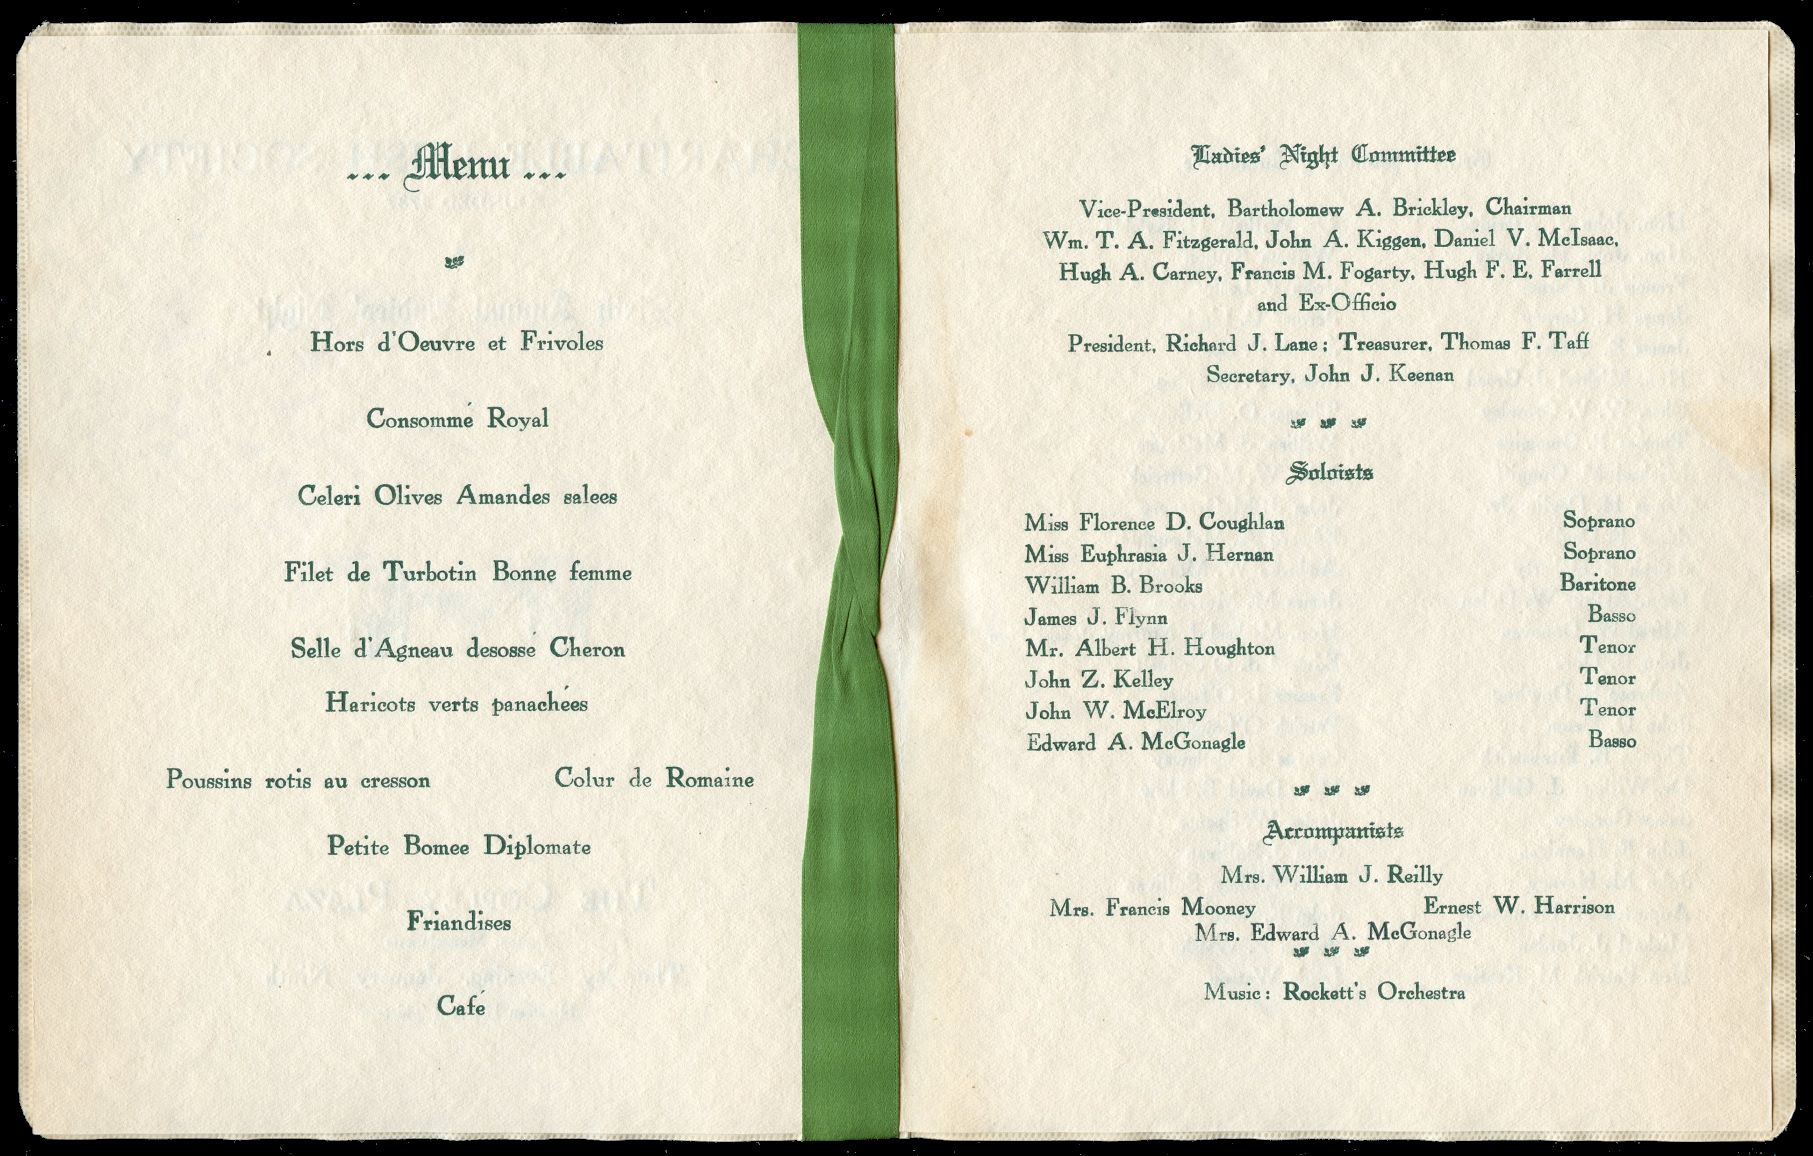 ... Menu ...
Hors d'Oeuvre et Frivoles
Consommé Royal
Celeri Olives Amandes salees
Filet de Turbotin Bonne femme
Selle d'Agneau desossé Cheron
Haricots verts panachées
Poussins rotis au cresson Colur de Romaine
Petite Bomee Diplomate
Friandises
Café
Ladies' Night Committee
Vice-President, Bartholomew A. Brickley, Chairman
Wm. T. A. Fitzgerald, John A. Kiggen, Daniel V. McIsaac,
Hugh A. Carney, Francis M. Fogarty, Hugh F. E. Farrell
and Ex-Officio
President, Richard J. Lane; Treasurer, Thomas F. Taff
Secretary, John J. Keenan
Soloists
Miss Florence D. Coughlan Soprano
Miss Euphrasia J. Hernan Soprano
William B. Brooks Baritone
James J. Flynn Basso
Mr. Albert H. Houghton Tenor
John Z. Kelley Tenor
John W. McElroy Tenor
Edward A. McGonagle Basso
Accompanists
Mrs. William J. Reilly
Mrs. Francis Mooney Ernest W. Harrison
Mrs. Edward A. McGonagle
Music: Rockett's Orchestra